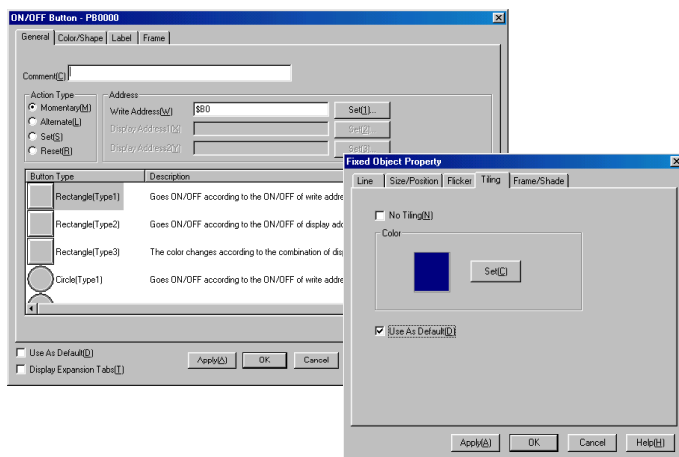 ON/OFF Button - PB0000
General Color/Shape Label Frame
Comment(C)
Action Type
Momentary(M)
Alternate(L)
Set(S)
Reset(R)
Address
Write Address(W) $B0 Set(1)...
Display Address1(X) Set(2)...
Display Address2(Y) Set(3)...
Button Type Description
Rectangle(Type1) Goes ON/OFF according to the ON/OFF of write addre
Rectangle(Type2) Goes ON/OFF according to the ON/OFF of display add
Rectangle(Type3) The color changes according to the combination of dis
Circle(Type1) Goes ON/OFF according to the ON/OFF of write addre
Use As Default(D)
Display Expansion Tabs(T)
Apply(A) OK Cancel
Fixed Object Property
Line Size/Position Flicker Tiling Frame/Shade
No Tiling(N)
Color
Set(C)
Use As Default(D)
Apply(A) OK Cancel Help(H)